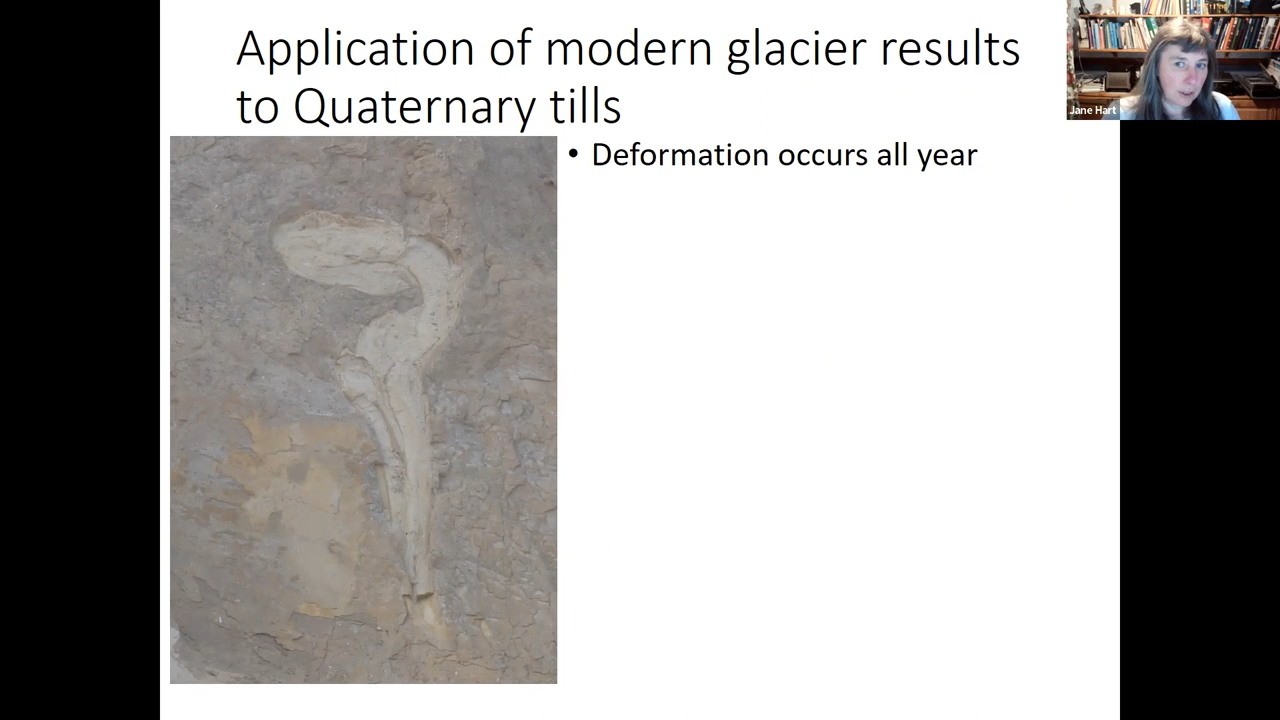 Application of modern glacier results
to Quaternary tills
• Deformation occurs all year
Jane Hart